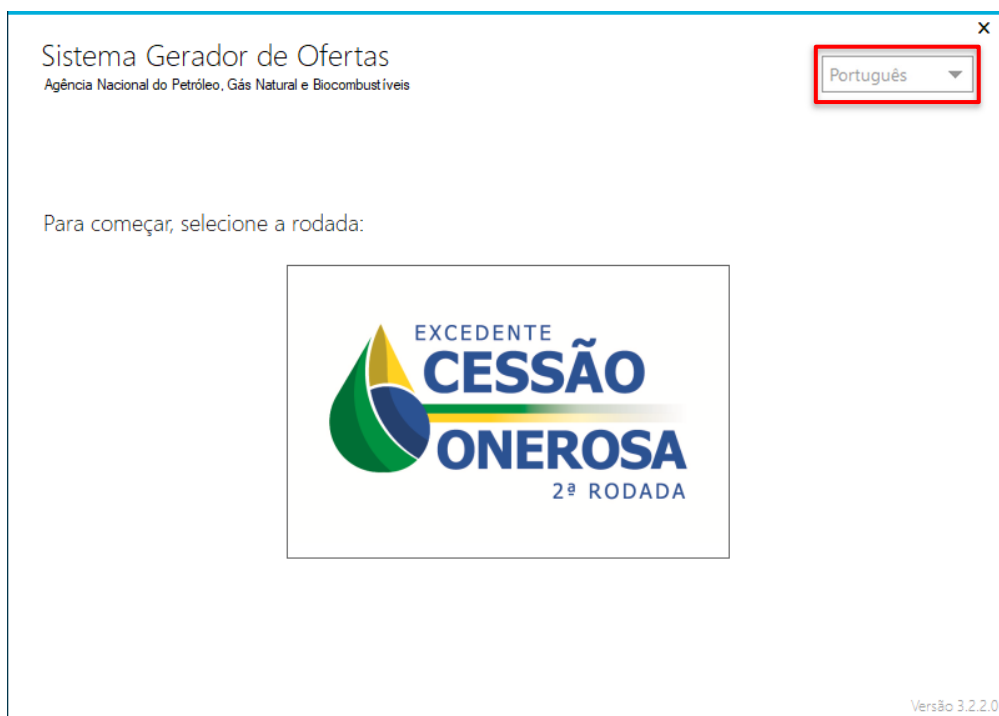 x
Sistema Gerador de Ofertas
Agência Nacional do Petróleo, Gás Natural e Biocombustíveis
Português
Para começar, selecione a rodada:
EXCEDENTE
CESSÃO
ONEROSA
2ª RODADA
Versão 3.2.2.0